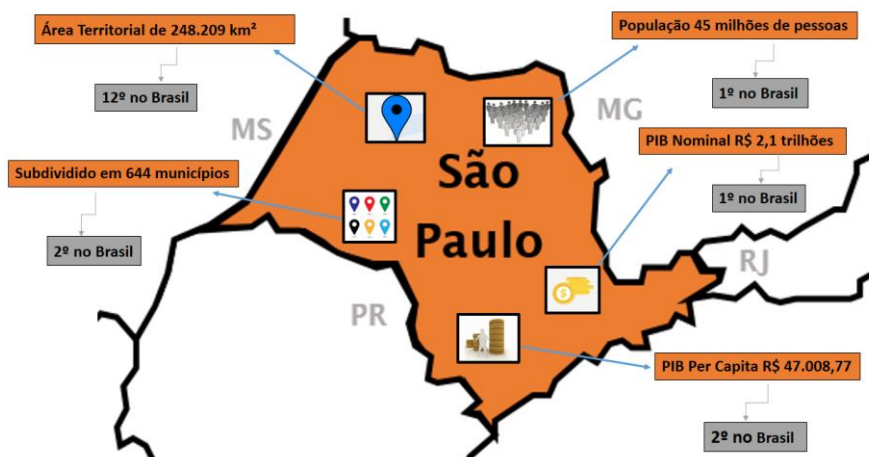 Área Territorial de 248.209 km²
População 45 milhões de pessoas
12º no Brasil
1º no Brasil
MS
MG
PIB Nominal R$ 2,1 trilhões
São
Subdividido em 644 municípios
1º no Brasil
Paulo
2º no Brasil
RJ
PR
PIB Per Capita R$ 47.008,77
2º no Brasil